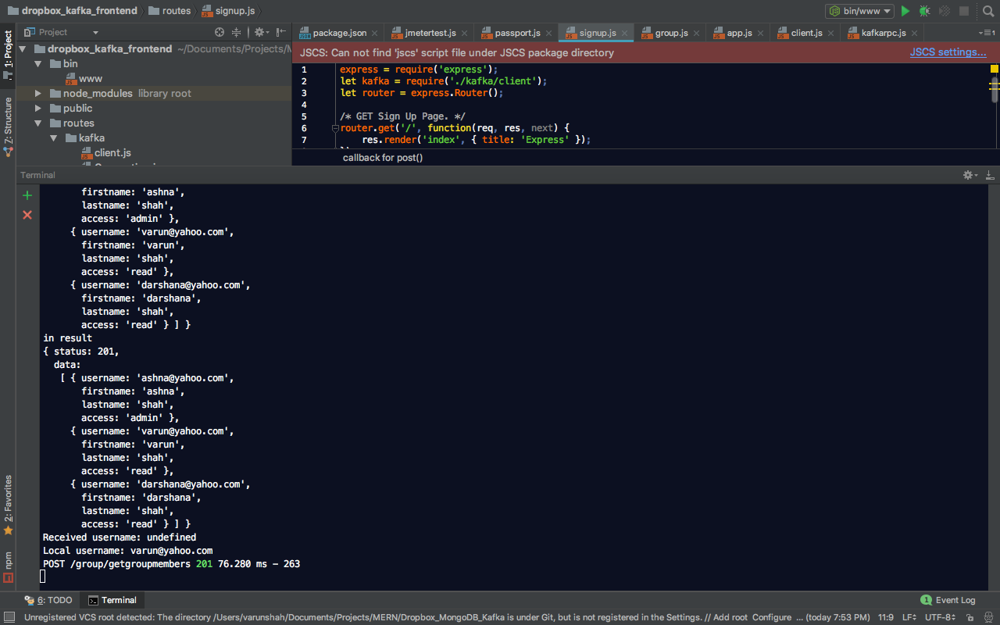 dropbox_kafka_frontend routes signup.js bin/www
Project package.json jmetertest.js passport.js signup.js group.js app.js client.js kafkarpc.js 1
1: Project
Z: Structure
2: Favorites
npm
dropbox_kafka_frontend ~/Documents/Projects/M
bin
www
node_modules library root
public
routes
kafka
client.js
JSCS: Can not find 'jscs' script file under JSCS package directory JSCS settings...
1 express = require('express');
2 let kafka = require('./kafka/client');
3 let router = express.Router();
4
5 /* GET Sign Up Page. */
6 router.get('/', function(req, res, next) {
7 res.render('index', { title: 'Express' });
callback for post()
Terminal
firstname: 'ashna',
lastname: 'shah',
access: 'admin' },
{ username: 'varun@yahoo.com',
firstname: 'varun',
lastname: 'shah',
access: 'read' },
{ username: 'darshana@yahoo.com',
firstname: 'darshana',
lastname: 'shah',
access: 'read' } ] }
in result
{ status: 201,
data:
[ { username: 'ashna@yahoo.com',
firstname: 'ashna',
lastname: 'shah',
access: 'admin' },
{ username: 'varun@yahoo.com',
firstname: 'varun',
lastname: 'shah',
access: 'read' },
{ username: 'darshana@yahoo.com',
firstname: 'darshana',
lastname: 'shah',
access: 'read' } ] }
Received username: undefined
Local username: varun@yahoo.com
POST /group/getgroupmembers 201 76.280 ms - 263
6: TODO Terminal 1 Event Log
Unregistered VCS root detected: The directory /Users/varunshah/Documents/Projects/MERN/Dropbox_MongoDB_Kafka is under Git, but is not registered in the Settings. // Add root Configure ... (today 7:53 PM) 11:9 LF UTF-8